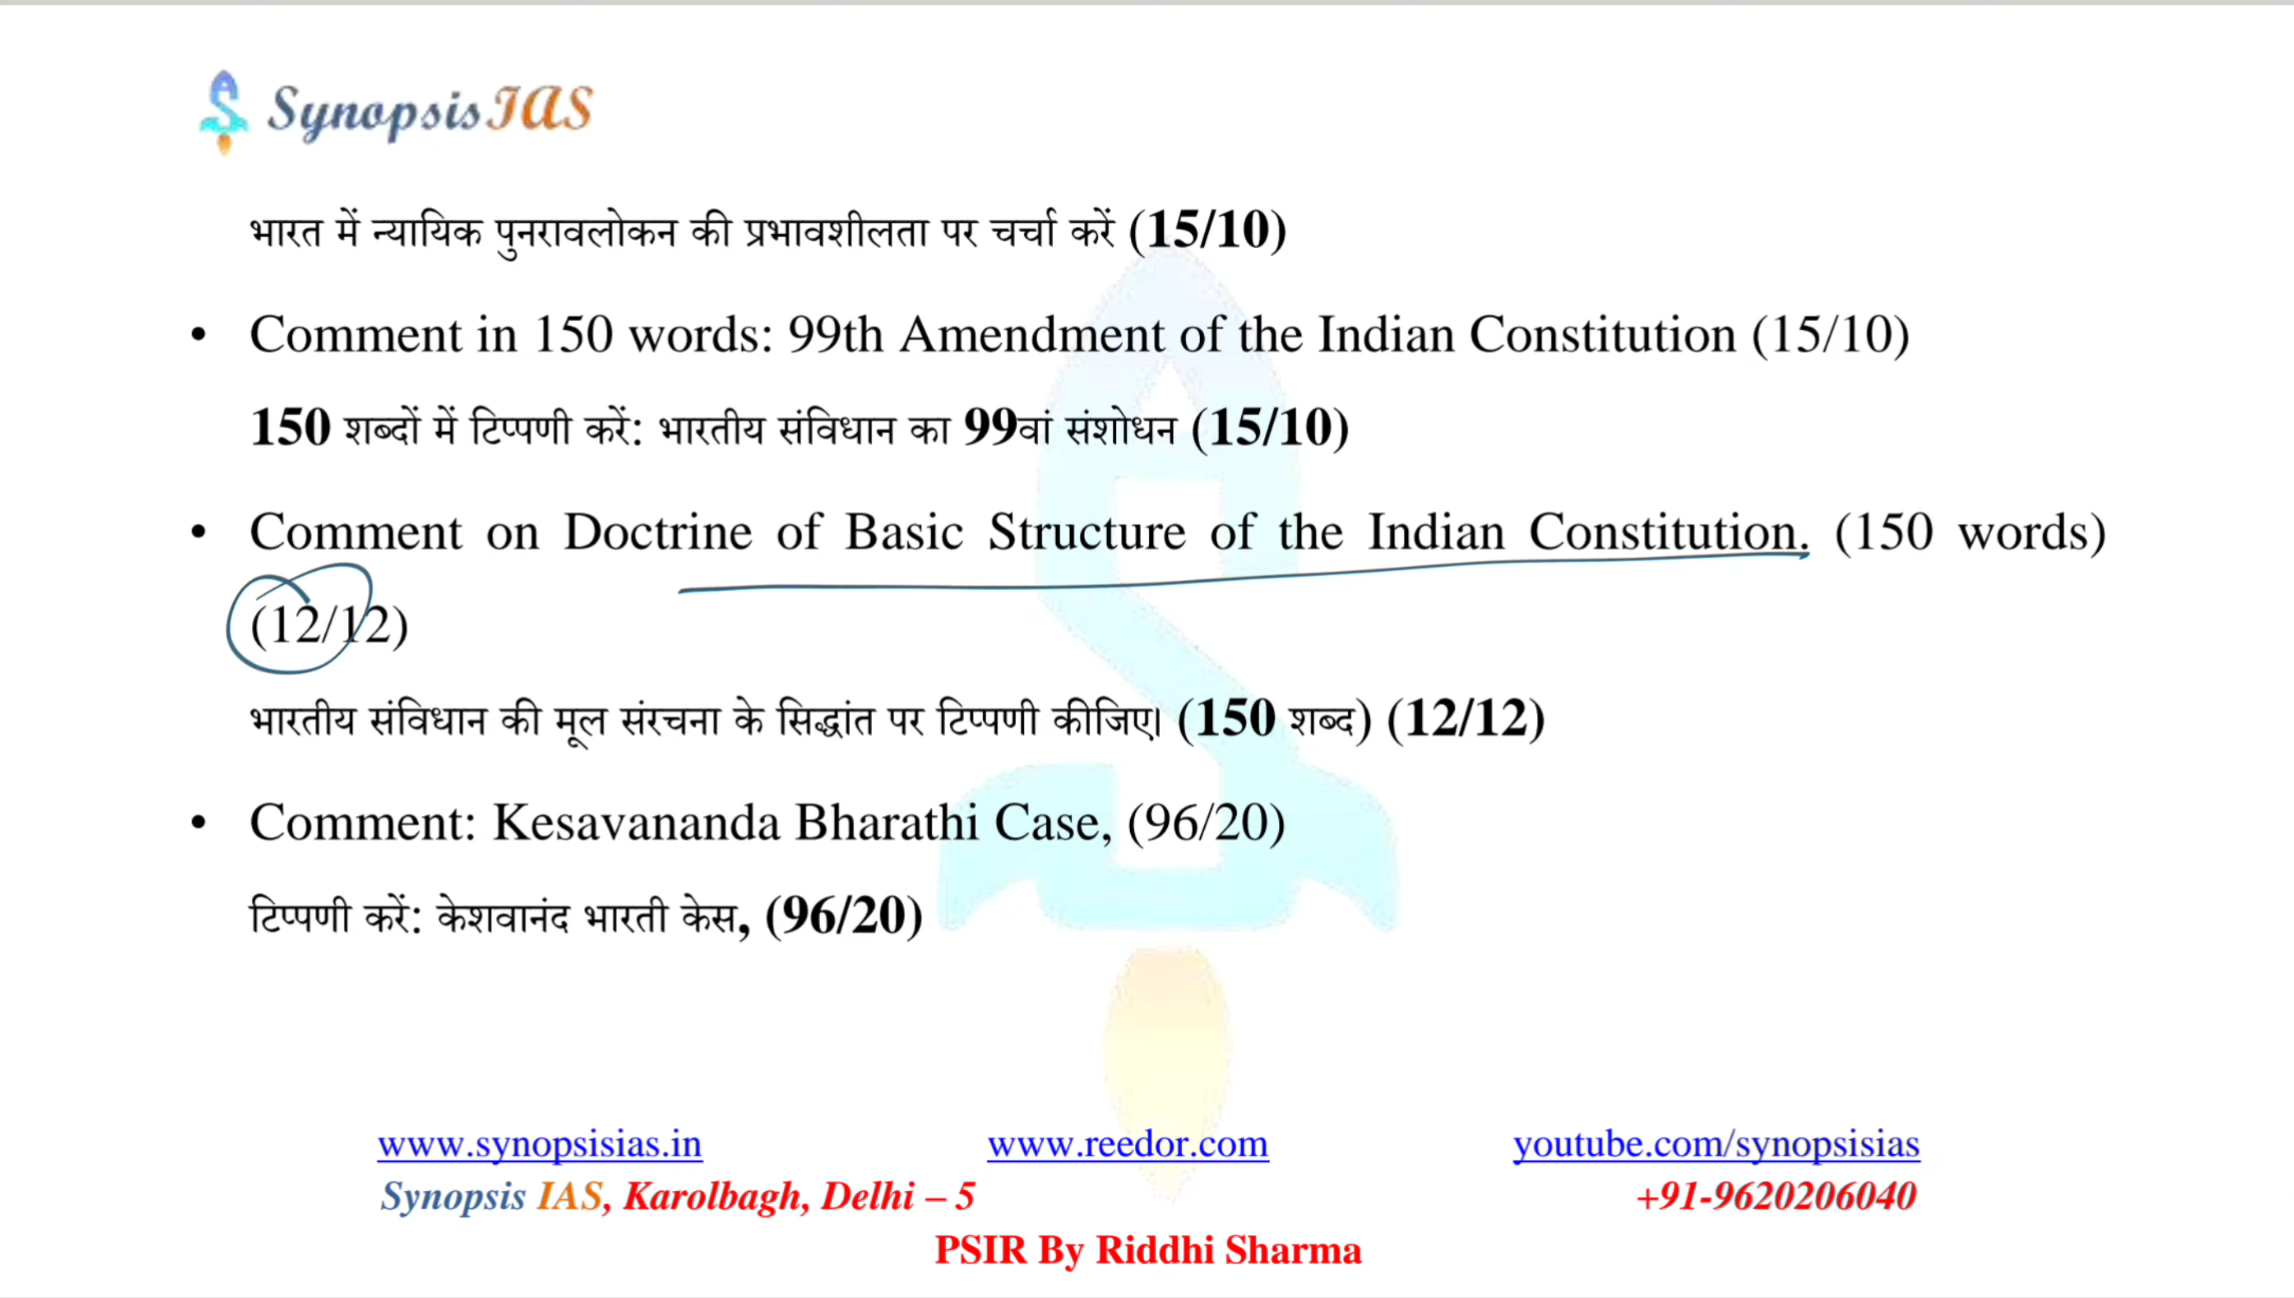 Synopsis IAS
भारत में न्यायिक पुनरावलोकन की प्रभावशीलता पर चर्चा करें (15/10)
• Comment in 150 words: 99th Amendment of the Indian Constitution (15/10)
150 शब्दों में टिप्पणी करें: भारतीय संविधान का 99वां संशोधन (15/10)
• Comment on Doctrine of Basic Structure of the Indian Constitution. (150 words)
(12/12)
भारतीय संविधान की मूल संरचना के सिद्धांत पर टिप्पणी कीजिए। (150 शब्द) (12/12)
• Comment: Kesavananda Bharathi Case, (96/20)
टिप्पणी करें: केशवानंद भारती केस, (96/20)
www.synopsisias.in www.reedor.com youtube.com/synopsisias
Synopsis IAS, Karolbagh, Delhi – 5 +91-9620206040
PSIR By Riddhi Sharma